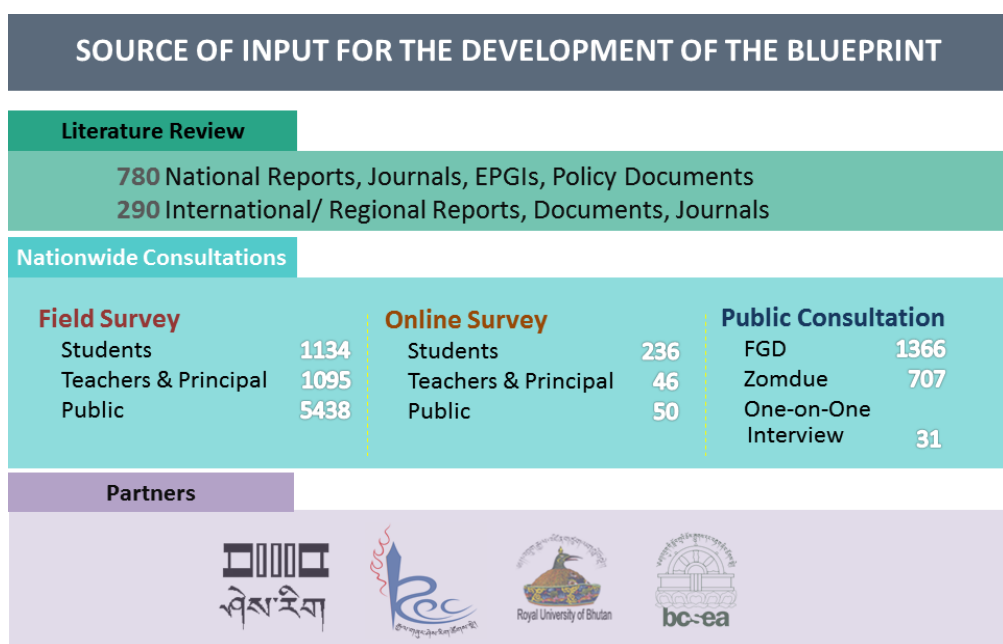 SOURCE OF INPUT FOR THE DEVELOPMENT OF THE BLUEPRINT
Literature Review
780 National Reports, Journals, EPGIs, Policy Documents
290 International/ Regional Reports, Documents, Journals
Nationwide Consultations
Field Survey
Students 1134
Teachers & Principal 1095
Public 5438
Online Survey
Students 236
Teachers & Principal 46
Public 50
Public Consultation
FGD 1366
Zomdue 707
One-on-One
Interview 31
Partners
ཤེས་རིག
rec
Royal University of Bhutan
bcsea